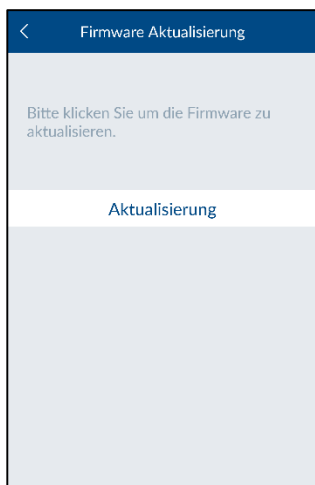 Firmware Aktualisierung
Bitte klicken Sie um die Firmware zu
aktualisieren.
Aktualisierung